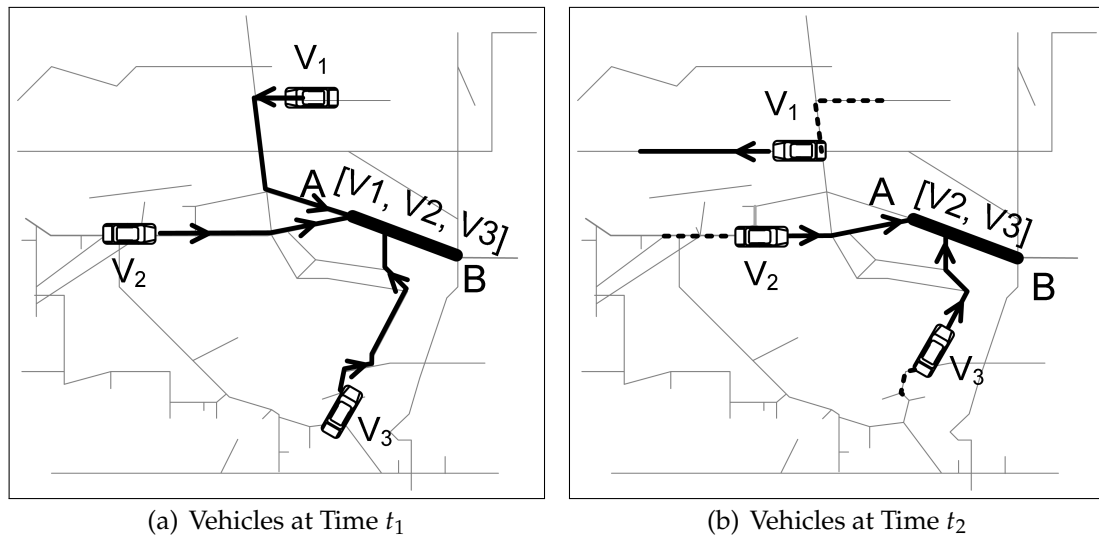 V1
A
[V1, V2, V3]
V2
B
V3
(a) Vehicles at Time t1
V1
A
[V2, V3]
V2
B
V3
(b) Vehicles at Time t2